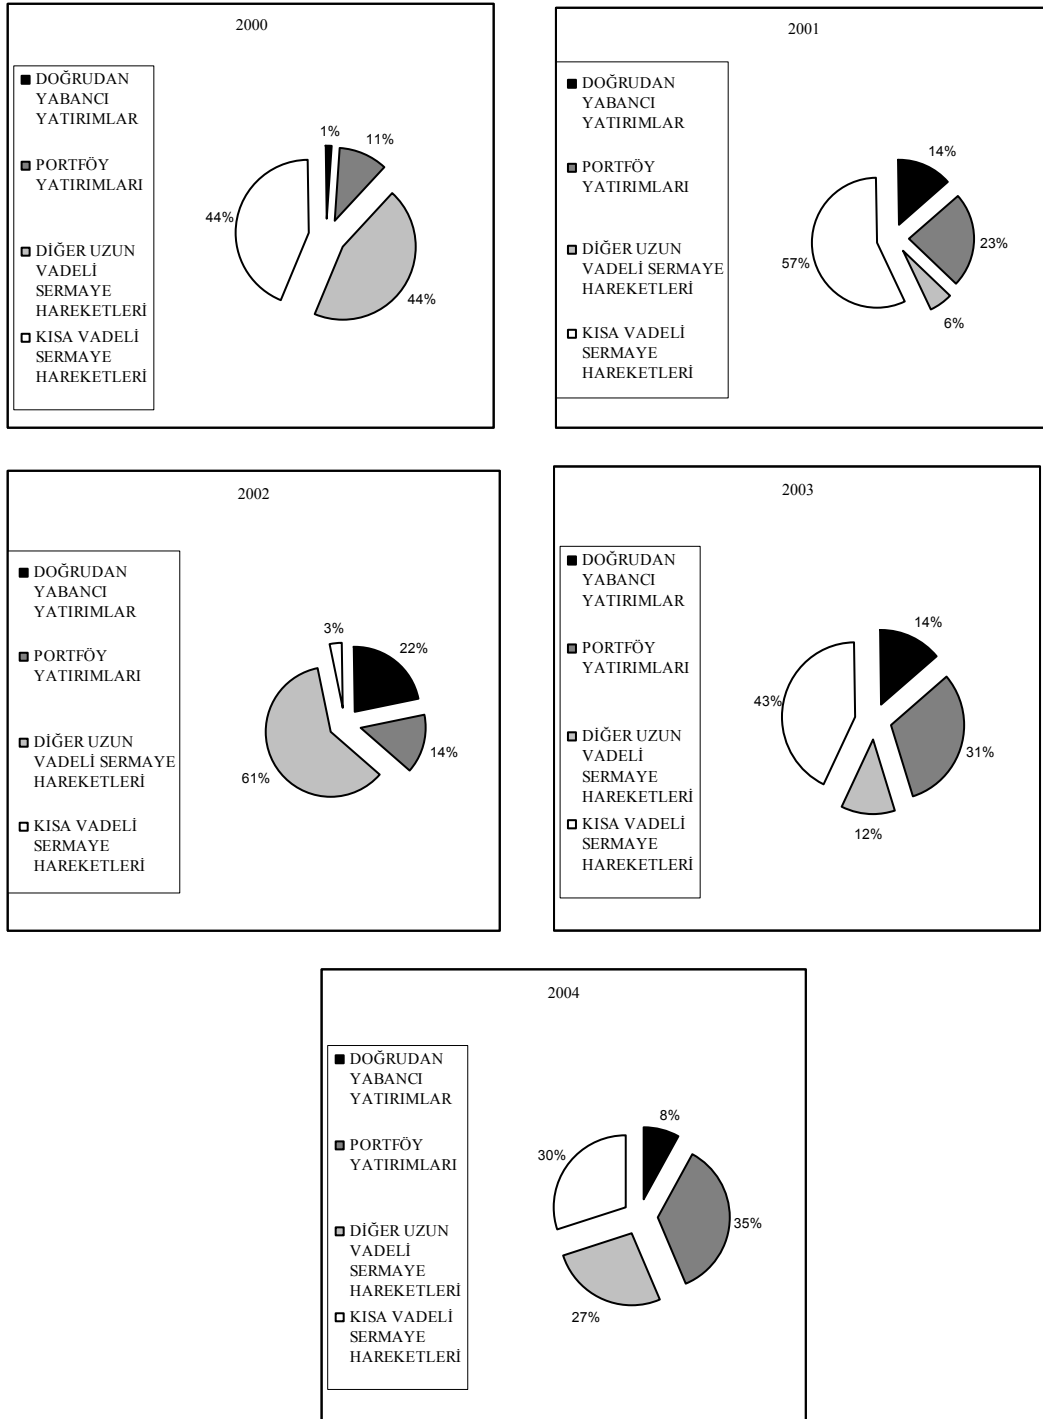 2000
DOĞRUDAN
YABANCI
YATIRIMLAR
PORTFÖY
YATIRIMLARI
DİĞER UZUN
VADELİ
SERMAYE
HAREKETLERİ
KISA VADELİ
SERMAYE
HAREKETLERİ
1%
11%
44%
44%
2001
DOĞRUDAN
YABANCI
YATIRIMLAR
PORTFÖY
YATIRIMLARI
DİĞER UZUN
VADELİ SERMAYE
HAREKETLERİ
KISA VADELİ
SERMAYE
HAREKETLERİ
14%
23%
6%
57%
2002
DOĞRUDAN
YABANCI
YATIRIMLAR
PORTFÖY
YATIRIMLARI
DİĞER UZUN
VADELİ SERMAYE
HAREKETLERİ
KISA VADELİ
SERMAYE
HAREKETLERİ
3%
22%
14%
61%
2003
DOĞRUDAN
YABANCI
YATIRIMLAR
PORTFÖY
YATIRIMLARI
DİĞER UZUN
VADELİ
SERMAYE
HAREKETLERİ
KISA VADELİ
SERMAYE
HAREKETLERİ
14%
31%
12%
43%
2004
DOĞRUDAN
YABANCI
YATIRIMLAR
PORTFÖY
YATIRIMLARI
DİĞER UZUN
VADELİ
SERMAYE
HAREKETLERİ
KISA VADELİ
SERMAYE
HAREKETLERİ
8%
35%
27%
30%